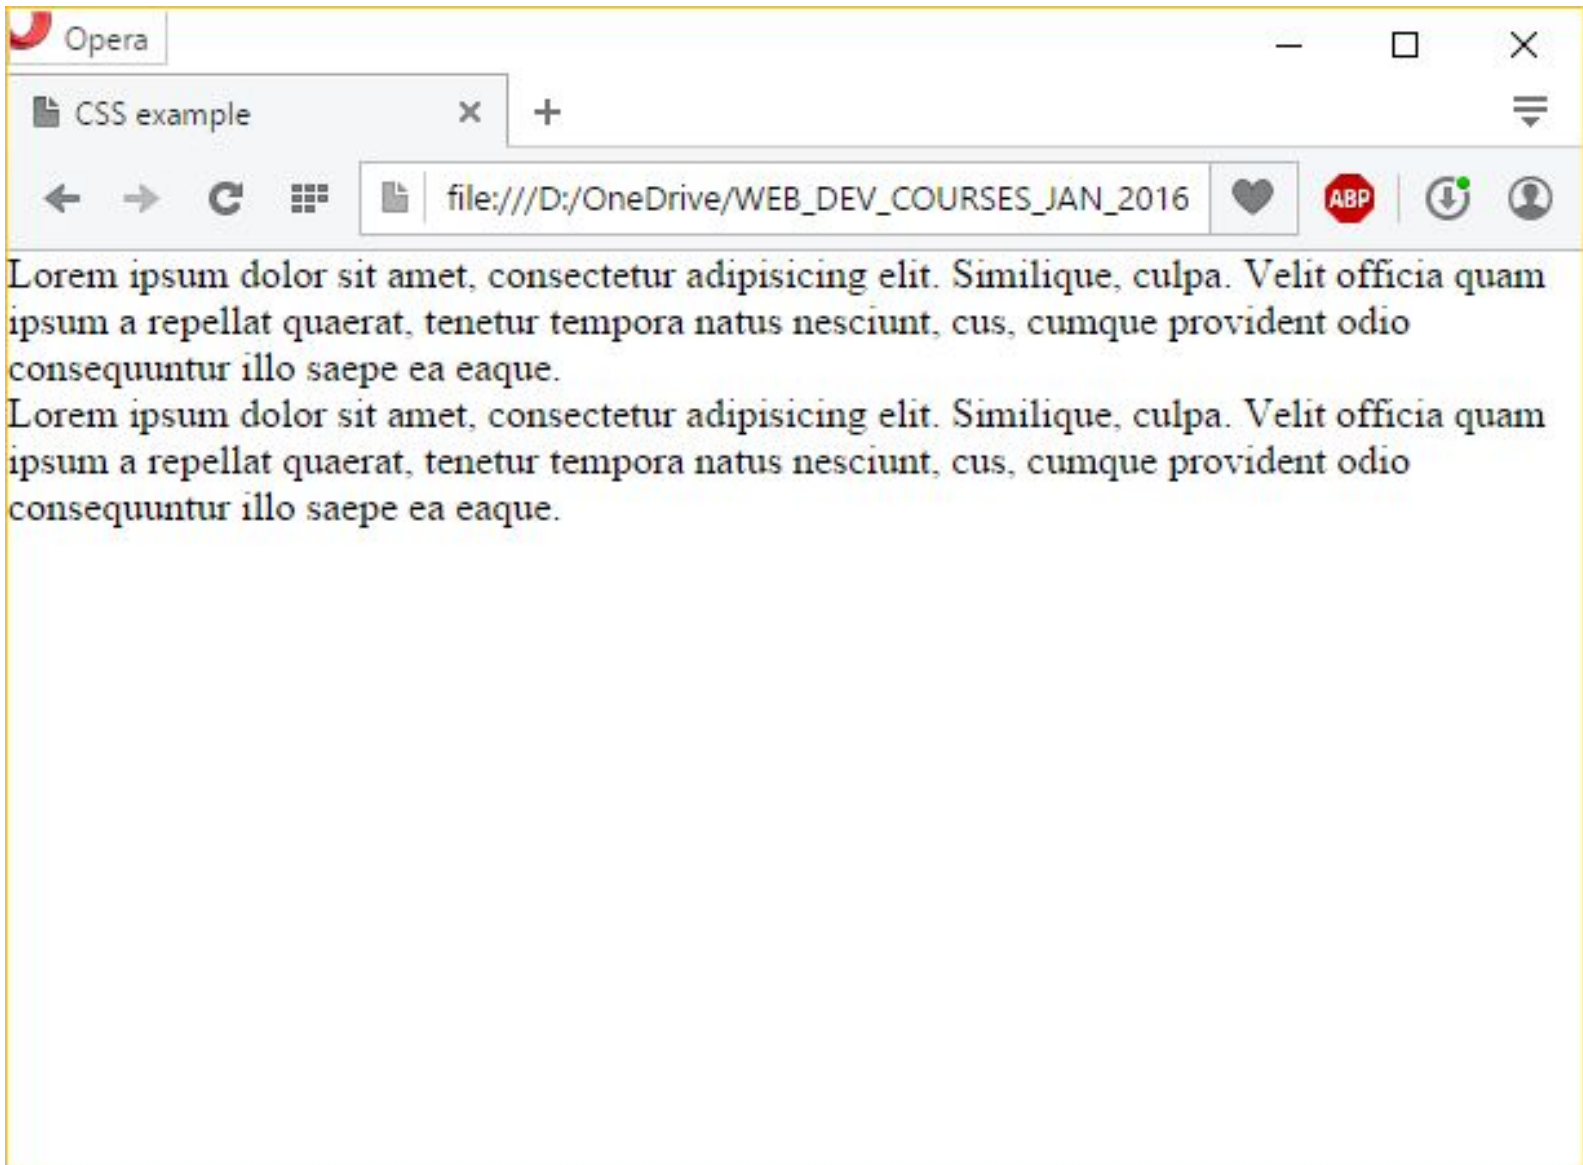 Opera
CSS example
file:///D:/OneDrive/WEB_DEV_COURSES_JAN_2016
ABP
Lorem ipsum dolor sit amet, consectetur adipisicing elit. Similique, culpa. Velit officia quam
ipsum a repellat quaerat, tenetur tempora natus nesciunt, cus, cumque provident odio
consequuntur illo saepe ea eaque.
Lorem ipsum dolor sit amet, consectetur adipisicing elit. Similique, culpa. Velit officia quam
ipsum a repellat quaerat, tenetur tempora natus nesciunt, cus, cumque provident odio
consequuntur illo saepe ea eaque.